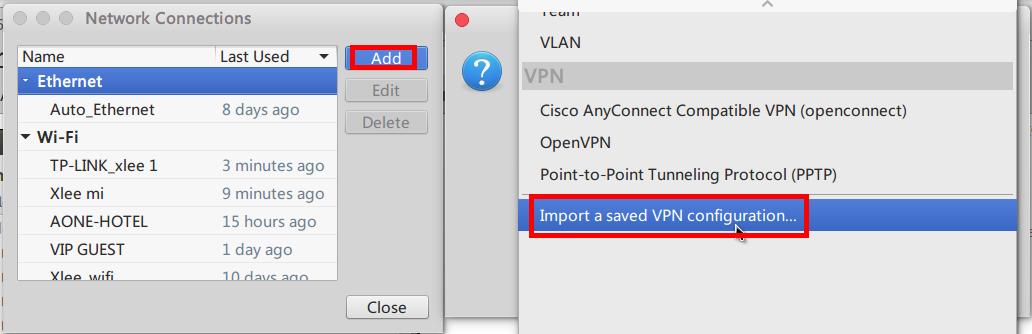 Network Connections
Name Last Used
Add
Ethernet
Edit
Auto_Ethernet 8 days ago
Delete
Wi-Fi
TP-LINK_xlee 1 3 minutes ago
Xlee mi 9 minutes ago
AONE-HOTEL 15 hours ago
VIP GUEST 1 day ago
Xlee_wifi 10 days ago
Close
Team
VLAN
VPN
Cisco AnyConnect Compatible VPN (openconnect)
OpenVPN
Point-to-Point Tunneling Protocol (PPTP)
Import a saved VPN configuration...